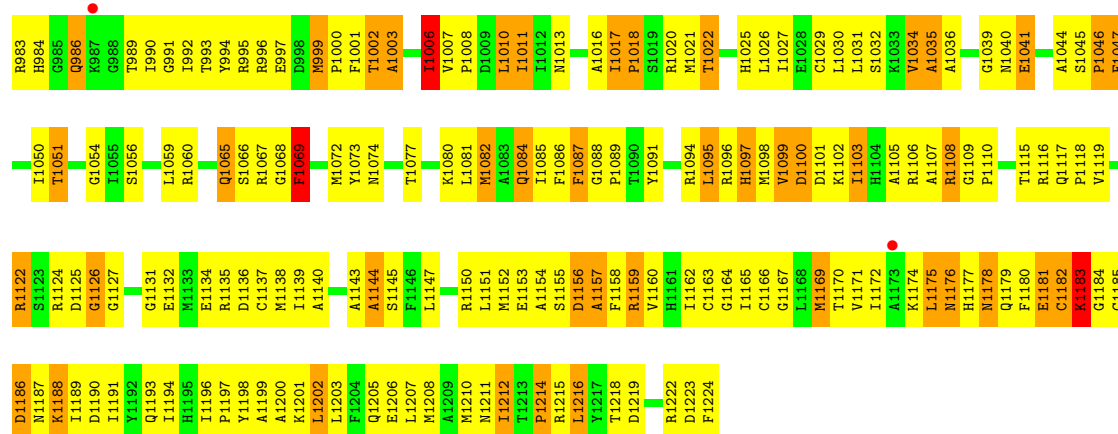 R983 H984 G985 Q986 K987 G988 T989 I990 G991 I992 T993 Y994 R995 R996 E997 D998 M999 P1000 F1001 T1002 A1003 I1006 V1007 P1008 D1009 L1010 I1011 I1012 N1013 A1016 I1017 P1018 S1019 R1020 M1021 T1022 H1025 L1026 I1027 E1028 C1029 L1030 L1031 S1032 K1033 V1034 A1035 A1036 G1039 N1040 E1041 A1044 S1045 P1046
I1050 T1051 G1054 I1055 S1056 L1059 R1060 Q1065 S1066 R1067 G1068 F1069 M1072 Y1073 N1074 T1077 K1080 L1081 M1082 A1083 Q1084 I1085 F1086 F1087 G1088 P1089 T1090 Y1091 R1094 L1095 R1096 H1097 M1098 V1099 D1100 D1101 K1102 I1103 H1104 A1105 R1106 A1107 R1108 G1109 P1110 T1115 R1116 Q1117 P1118 V1119
R1122 S1123 R1124 D1125 G1126 G1127 G1131 E1132 M1133 E1134 R1135 D1136 C1137 M1138 I1139 A1140 A1143 A1144 S1145 F1146 L1147 R1150 L1151 M1152 E1153 A1154 S1155 D1156 A1157 F1158 R1159 V1160 H1161 I1162 C1163 G1164 I1165 C1166 G1167 L1168 M1169 T1170 V1171 I1172 A1173 K1174 L1175 N1176 H1177 N1178 Q1179 F1180 E1181 C1182 K1183 G1184
D1186 N1187 K1188 I1189 D1190 I1191 Y1192 Q1193 I1194 H1195 I1196 P1197 Y1198 A1199 A1200 K1201 L1202 L1203 F1204 Q1205 E1206 L1207 M1208 A1209 M1210 N1211 I1212 T1213 P1214 R1215 L1216 Y1217 T1218 D1219 R1222 D1223 F1224